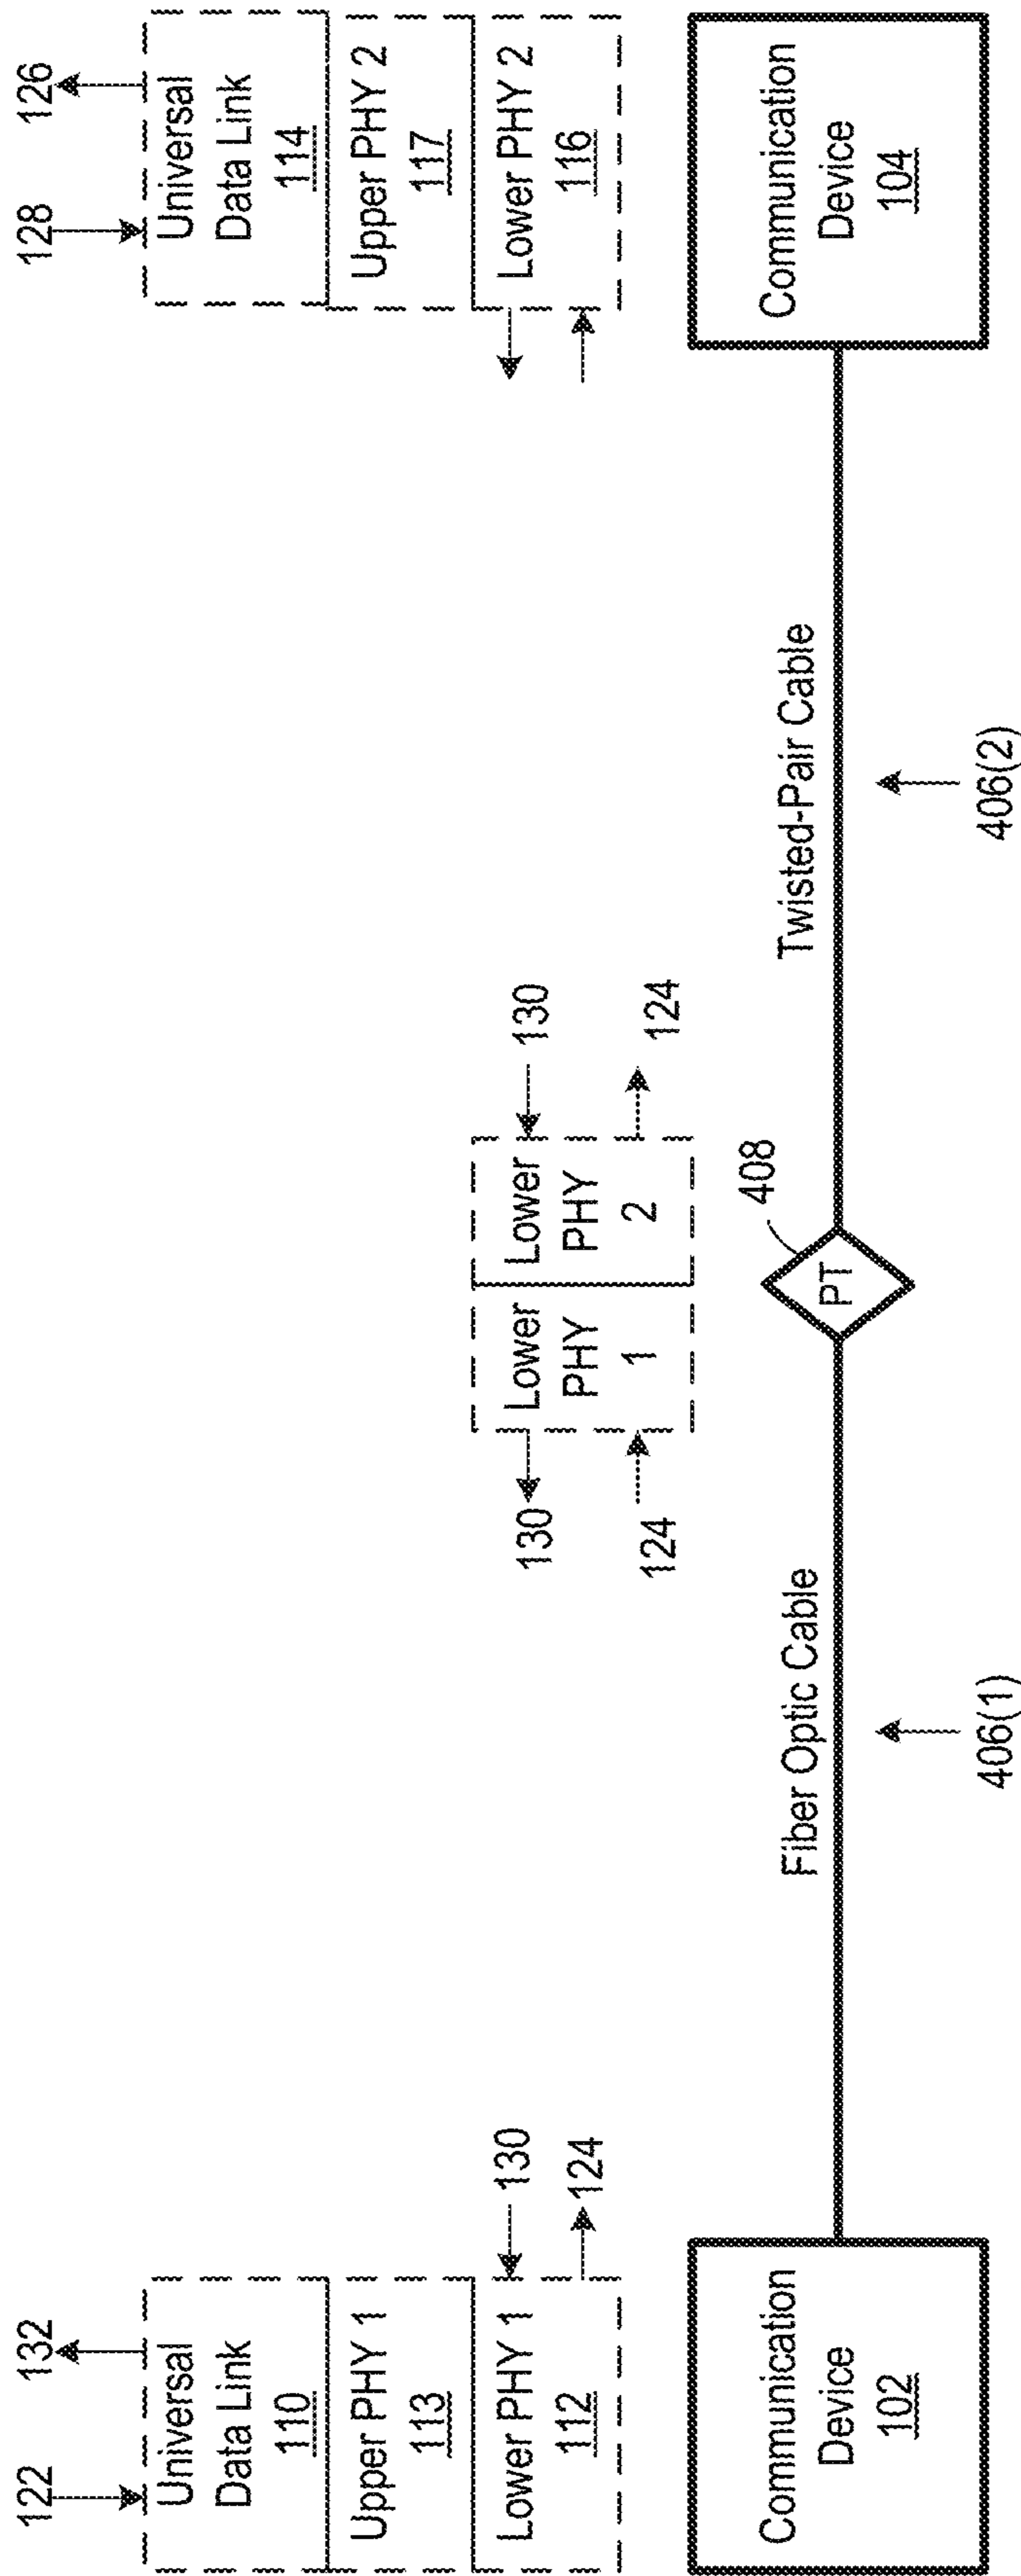 122
132
Universal
Data Link
110
Upper PHY 1
113
Lower PHY 1
112
130
124
Communication
Device
102
Fiber Optic Cable
406(1)
130
124
Lower
PHY
1
Lower
PHY
2
130
124
408
PT
Twisted-Pair Cable
406(2)
128
126
Universal
Data Link
114
Upper PHY 2
117
Lower PHY 2
116
Communication
Device
104